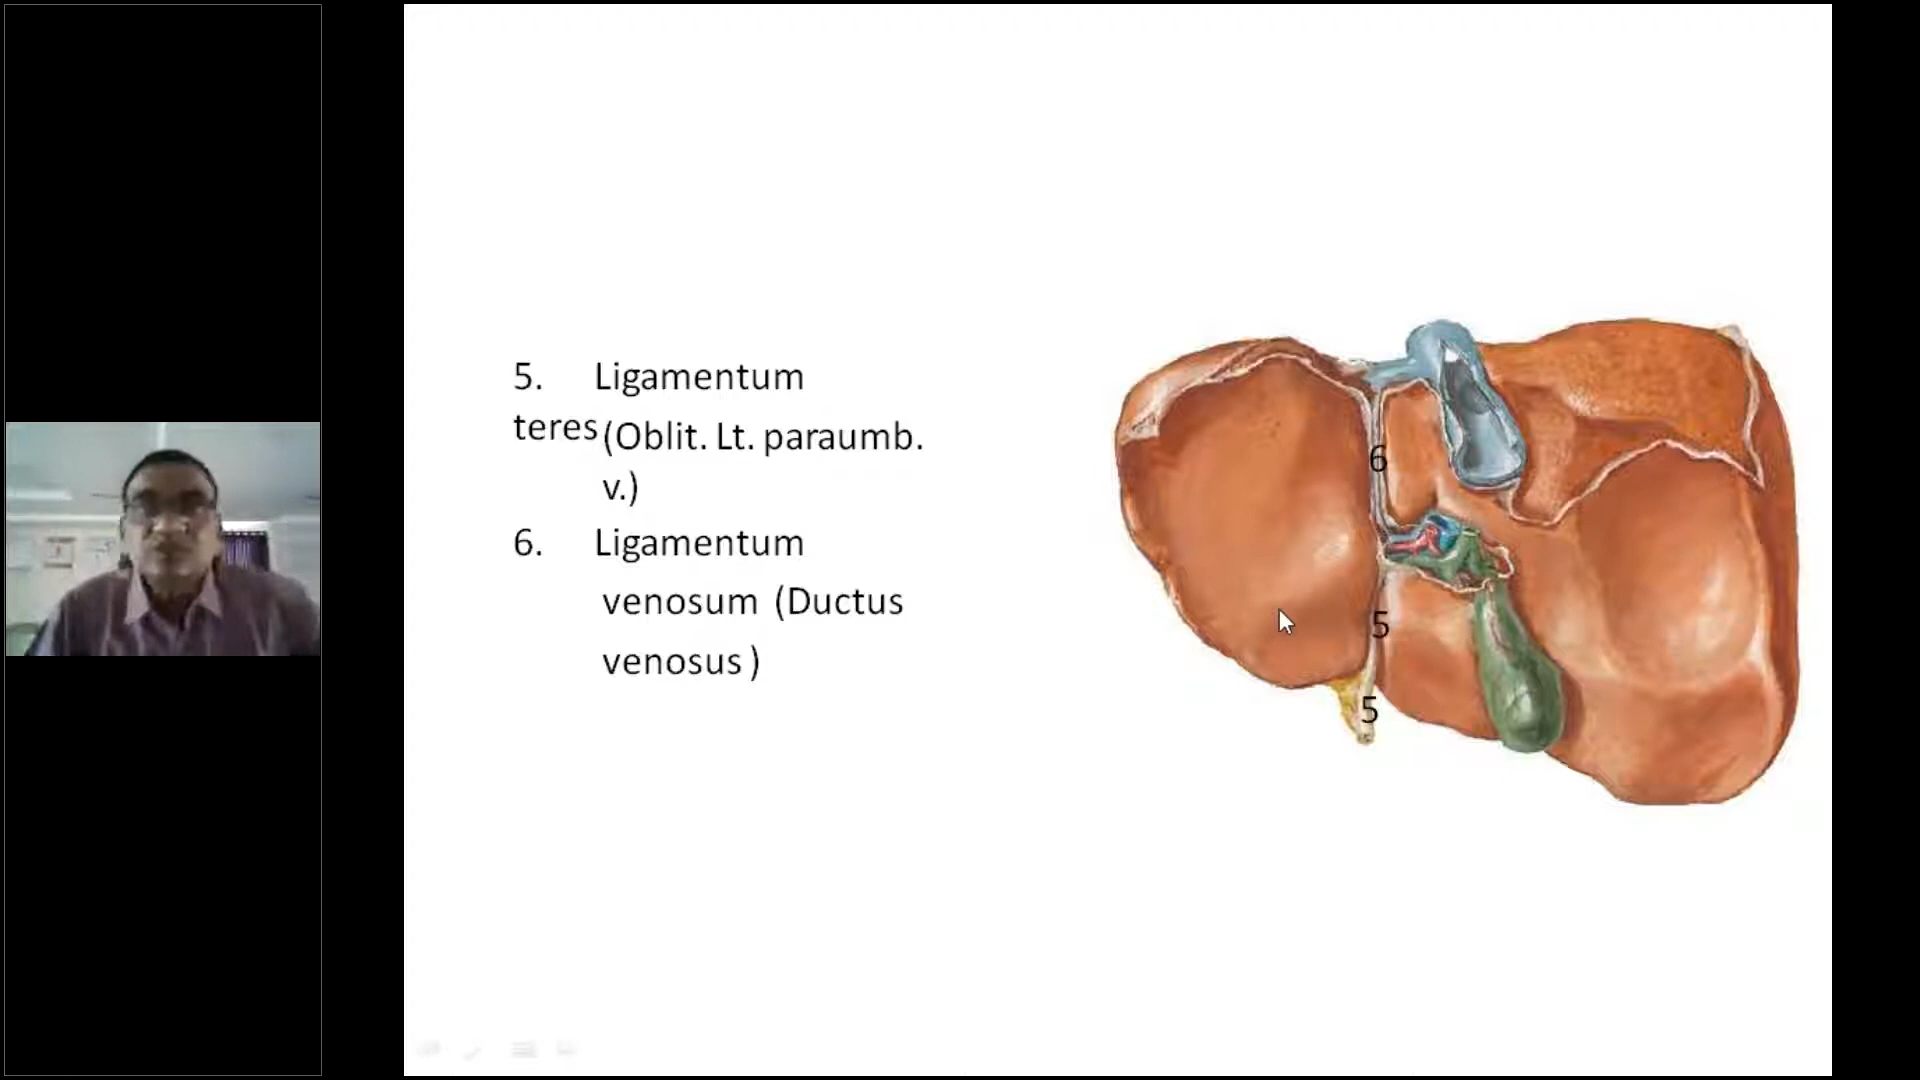 5. Ligamentum
teres (Oblit. Lt. paraumb.
v.)
6. Ligamentum
venosum (Ductus
venosus )
6
5
5